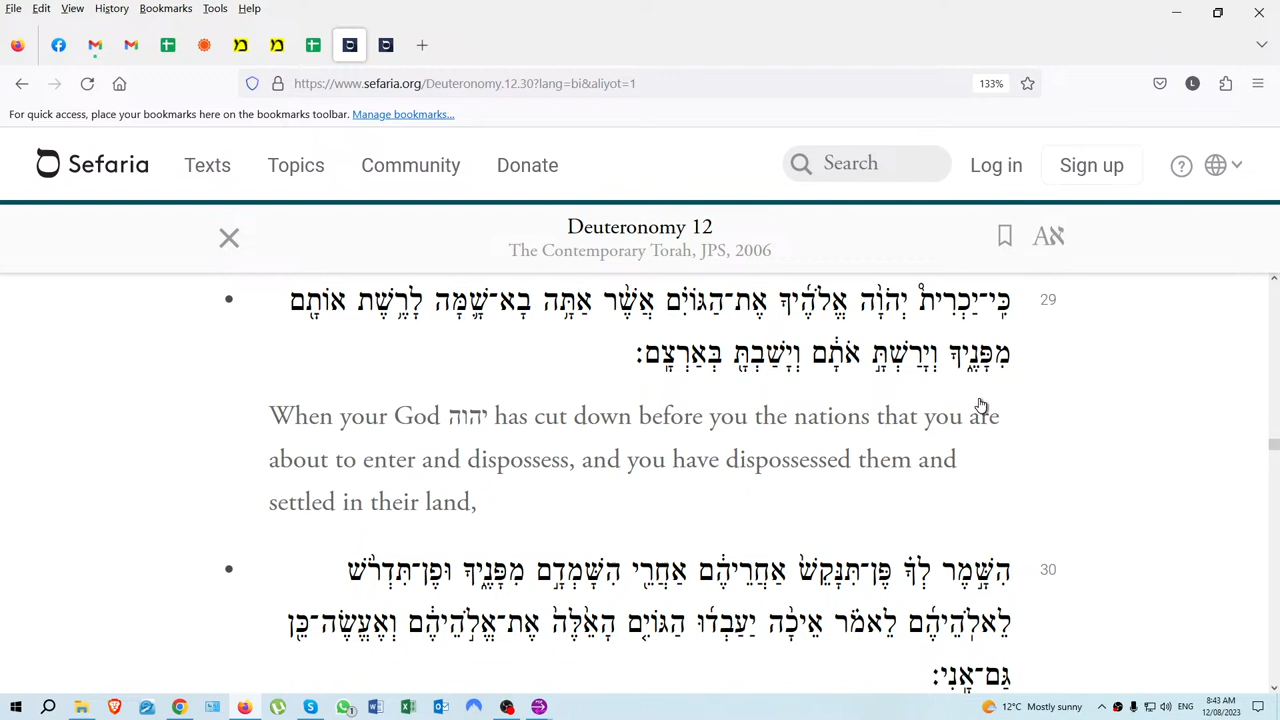 File Edit View History Bookmarks Tools Help
https://www.sefaria.org/Deuteronomy.12.30?lang=bi&aliyot=1
133%
L
For quick access, place your bookmarks here on the bookmarks toolbar. Manage bookmarks...
Sefaria Texts Topics Community Donate Search Log in Sign up
Deuteronomy 12
The Contemporary Torah, JPS, 2006
כִּֽי־יַכְרִית֩ יְהֹוָ֨ה אֱלֹהֶ֜יךָ אֶת־הַגּוֹיִ֗ם אֲשֶׁ֨ר אַתָּ֥ה בָא־שָׁ֛מָּה לָרֶ֥שֶׁת אוֹתָ֖ם 29
מִפָּנֶ֑יךָ וְיָרַשְׁתָּ֣ אֹתָ֔ם וְיָשַׁבְתָּ֖ בְּאַרְצָֽם׃
When your God יהוה has cut down before you the nations that you are
about to enter and dispossess, and you have dispossessed them and
settled in their land,
הִשָּׁ֣מֶר לְךָ֗ פֶּן־תִּנָּקֵשׁ֙ אַחֲרֵיהֶ֔ם אַחֲרֵ֖י הִשָּׁמְדָ֣ם מִפָּנֶ֑יךָ וּפֶן־תִּדְרֹ֨שׁ 30
לֵאלֹֽהֵיהֶ֜ם לֵאמֹ֗ר אֵיכָ֨ה יַעַבְד֜וּ הַגּוֹיִ֤ם הָאֵ֙לֶּה֙ אֶת־אֱלֹ֣הֵיהֶ֔ם וְאֶעֱשֶׂה־כֵּ֖ן
גַּם־אָֽנִי׃
12°C Mostly sunny ENG 8:43 AM
12/08/2023